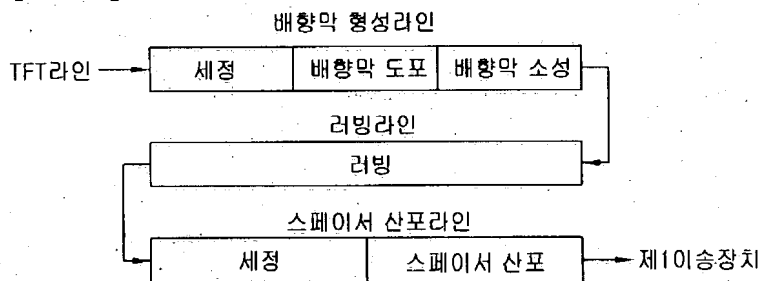 배향막 형성라인
TFT라인 세정 배향막 도포 배향막 소성
러빙라인
러빙
스페이서 산포라인
세정 스페이서 산포 제1이송장치